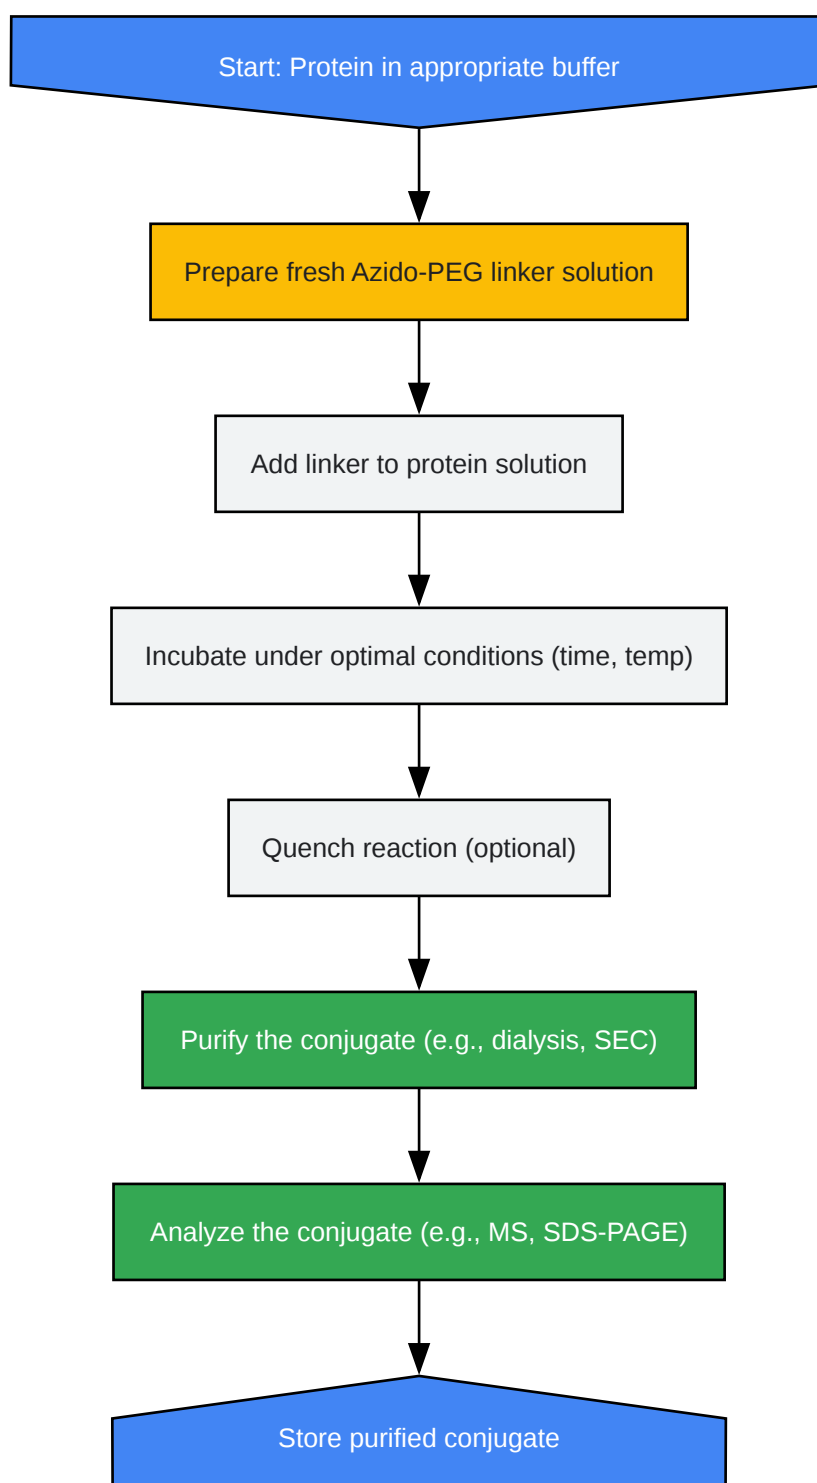 Start: Protein in appropriate buffer
Prepare fresh Azido-PEG linker solution
Add linker to protein solution
Incubate under optimal conditions (time, temp)
Quench reaction (optional)
Purify the conjugate (e.g., dialysis, SEC)
Analyze the conjugate (e.g., MS, SDS-PAGE)
Store purified conjugate